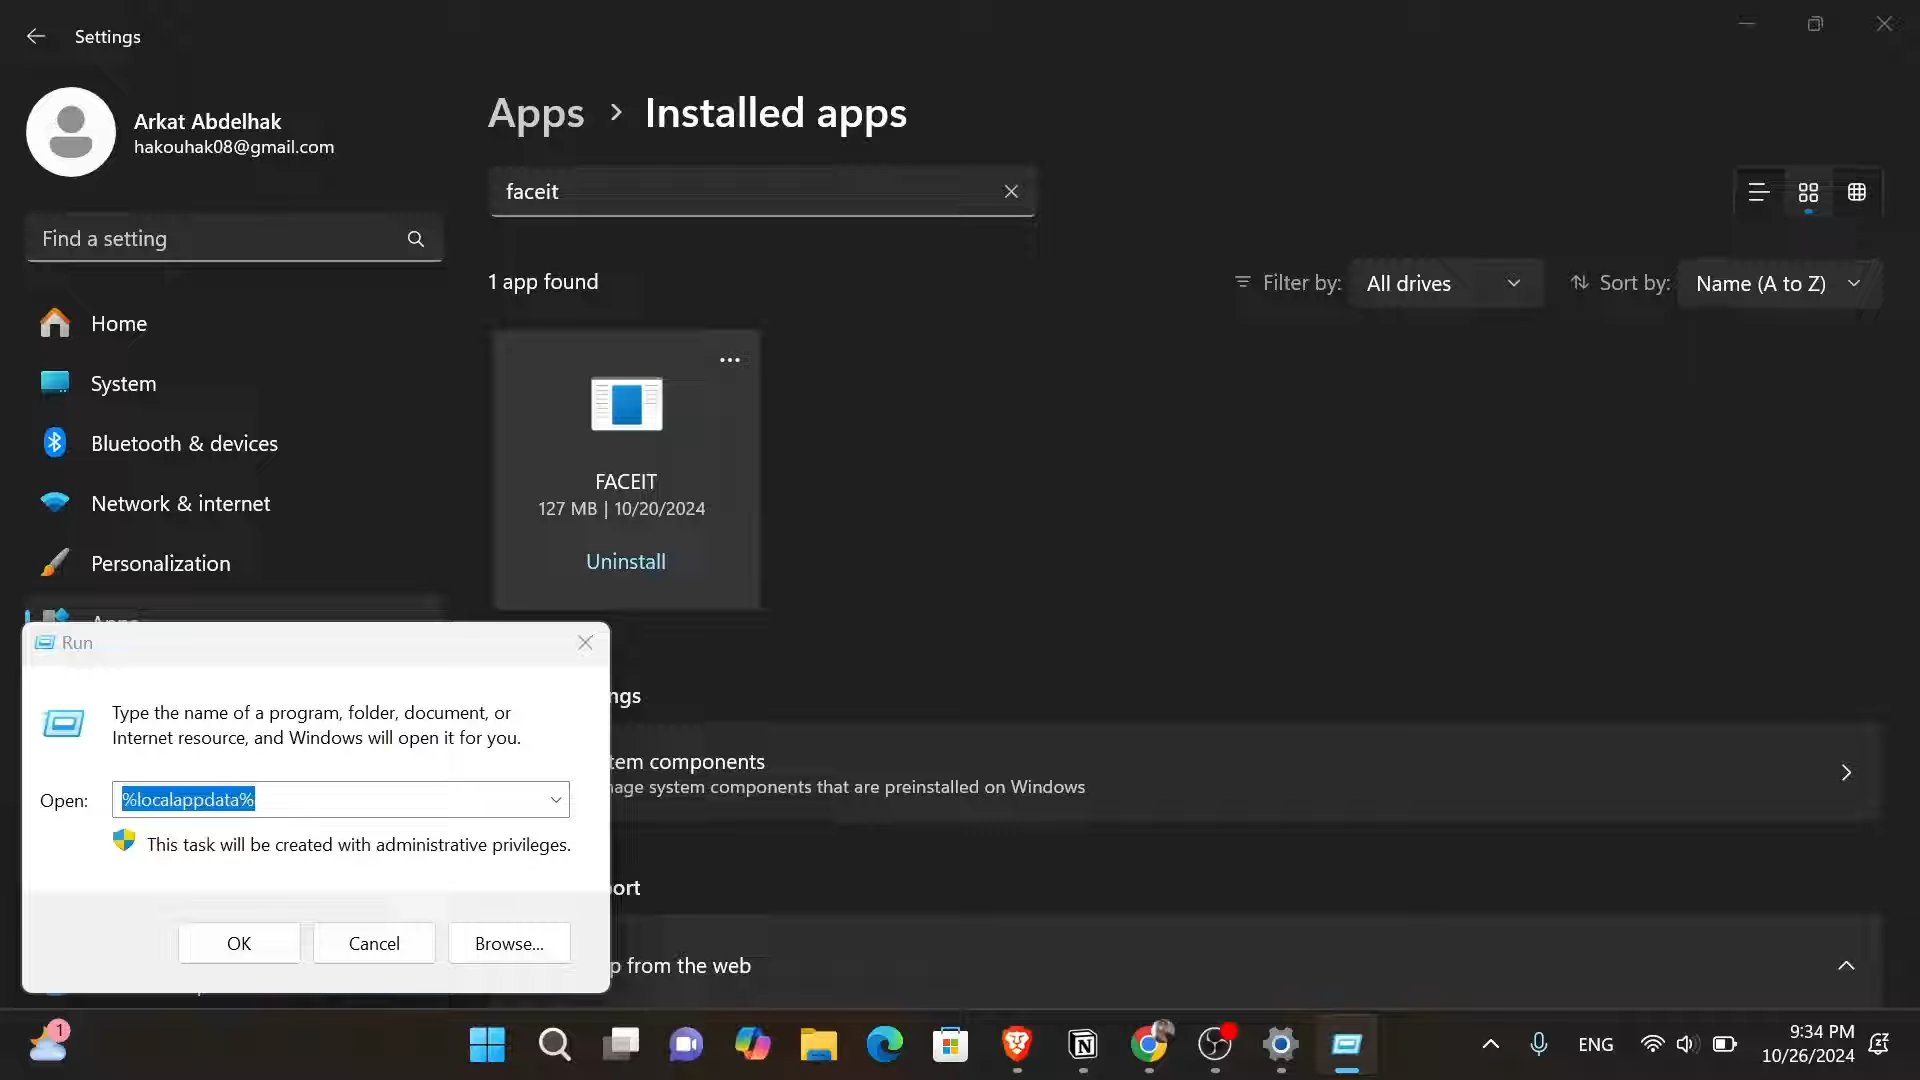 Settings
Arkat Abdelhak
hakouhak08@gmail.com
Find a setting
Home
System
Bluetooth & devices
Network & internet
Personalization
Apps
Apps > Installed apps
faceit
1 app found
Filter by: All drives
Sort by: Name (A to Z)
FACEIT
127 MB | 10/20/2024
Uninstall
ngs
tem components
nage system components that are preinstalled on Windows
port
p from the web
Run
Type the name of a program, folder, document, or
Internet resource, and Windows will open it for you.
Open: %localappdata%
This task will be created with administrative privileges.
OK Cancel Browse...
1
ENG
9:34 PM
10/26/2024